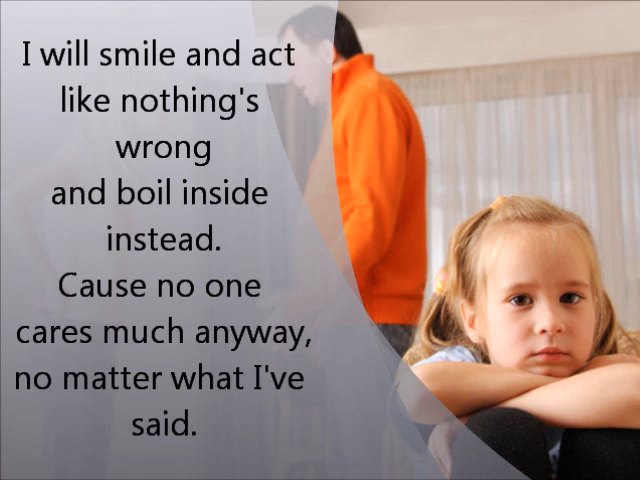 I will smile and act
like nothing's
wrong
and boil inside
instead.
Cause no one
cares much anyway,
no matter what I've
said.